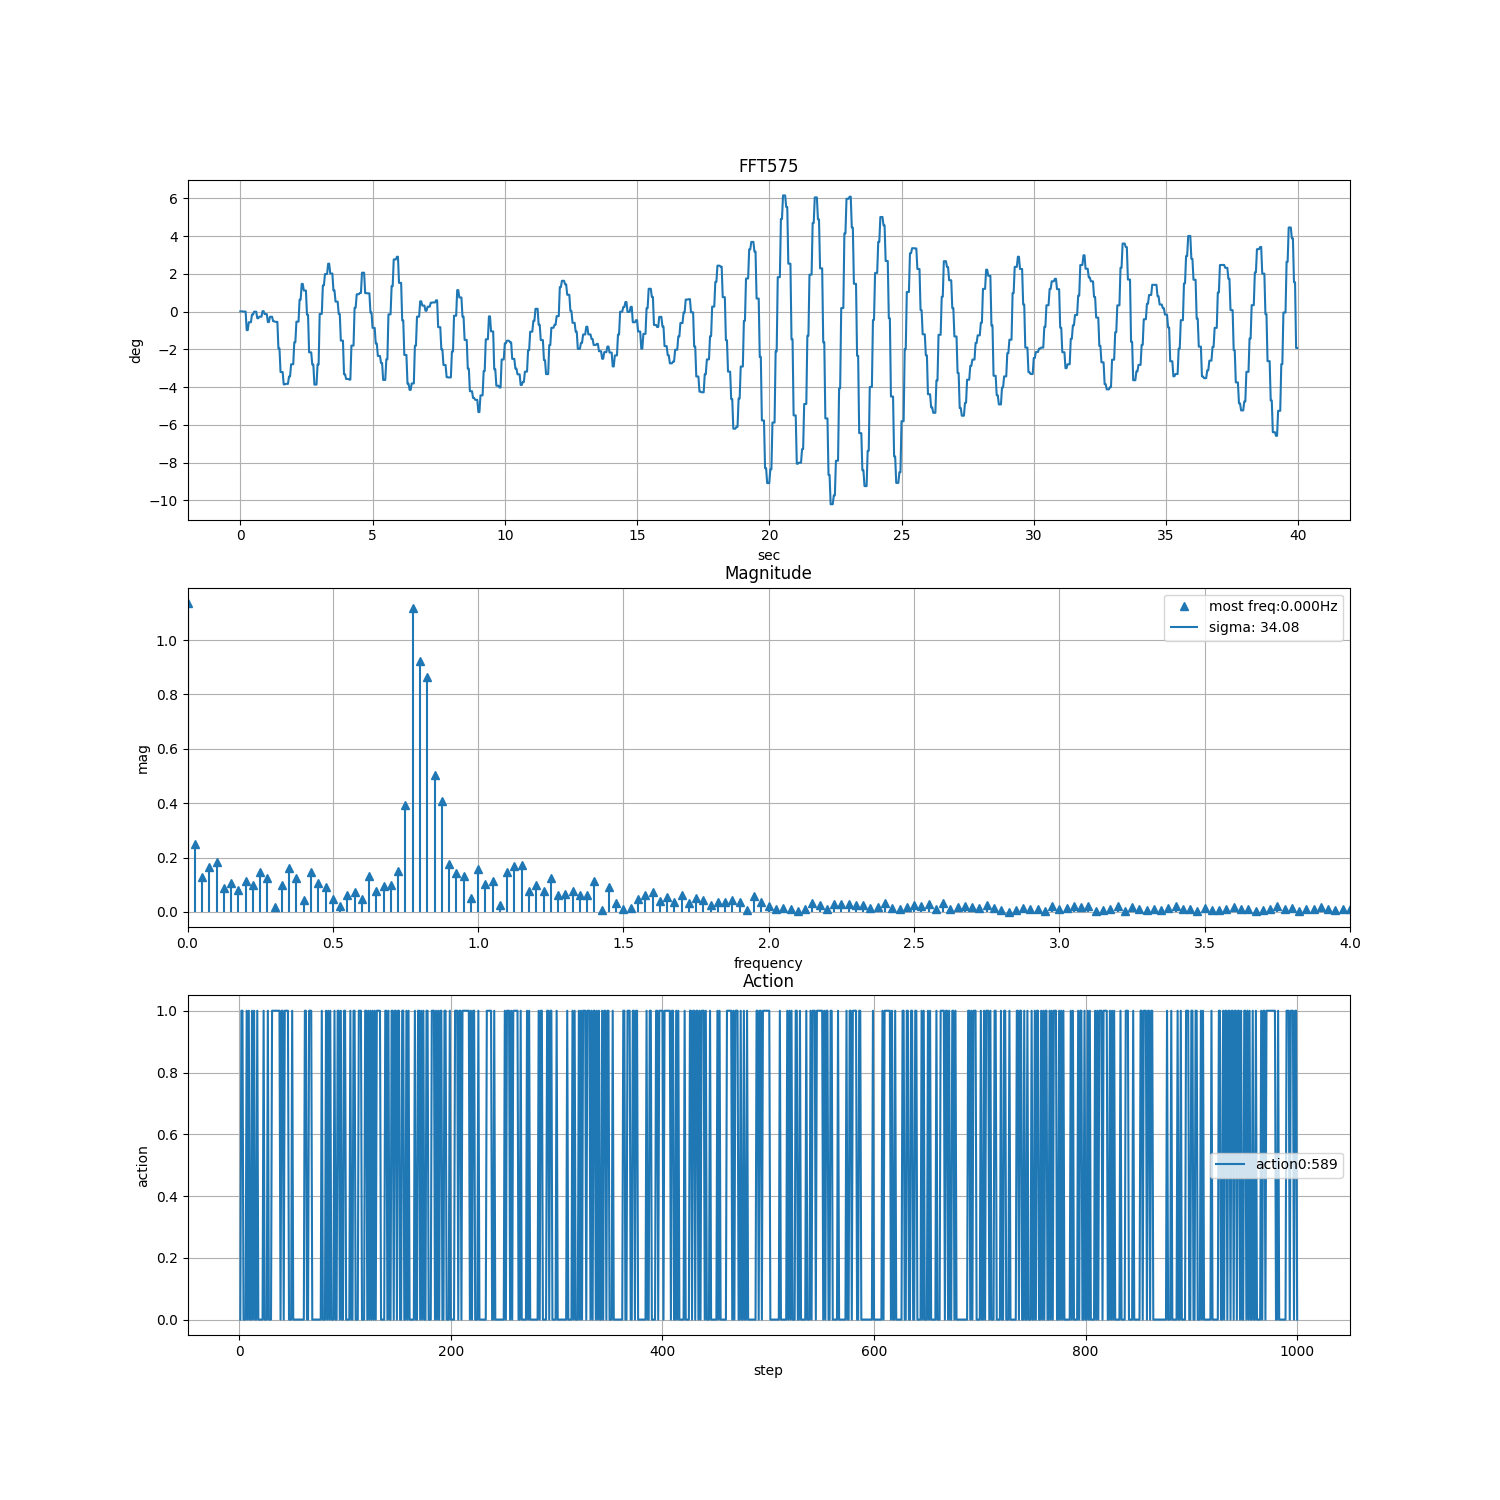 FFT575
6
4
2
0
−2
−4
−6
−8
−10
deg
0 5 10 15 20 25 30 35 40
sec
Magnitude
most freq:0.000Hz
sigma: 34.08
1.0
0.8
0.6
0.4
0.2
0.0
mag
0.0 0.5 1.0 1.5 2.0 2.5 3.0 3.5 4.0
frequency
Action
1.0
0.8
0.6
0.4
0.2
0.0
action
action0:589
0 200 400 600 800 1000
step